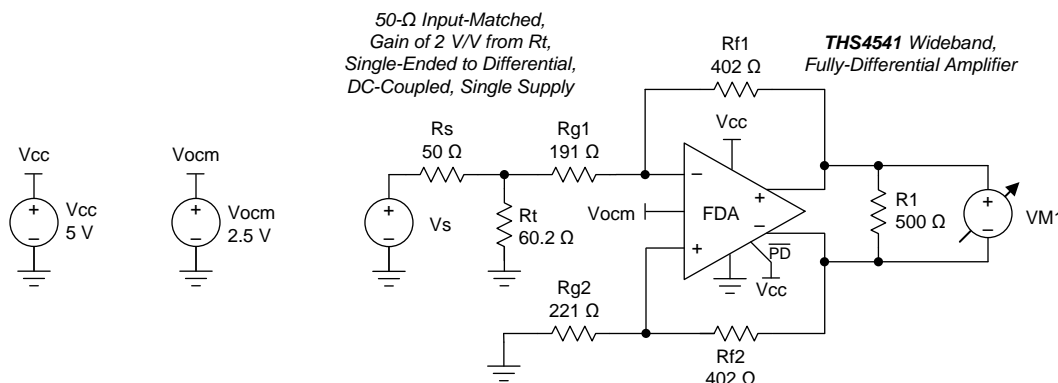 50-Ω Input-Matched,
Gain of 2 V/V from Rt,
Single-Ended to Differential,
DC-Coupled, Single Supply
Rf1
402 Ω
THS4541 Wideband,
Fully-Differential Amplifier
Vcc
Vcc
5 V
Vocm
Vocm
2.5 V
Rs
50 Ω
Rg1
191 Ω
Vs
Rt
60.2 Ω
Vcc
Vocm
FDA
PD
Vcc
R1
500 Ω
VM1
Rg2
221 Ω
Rf2
402 Ω